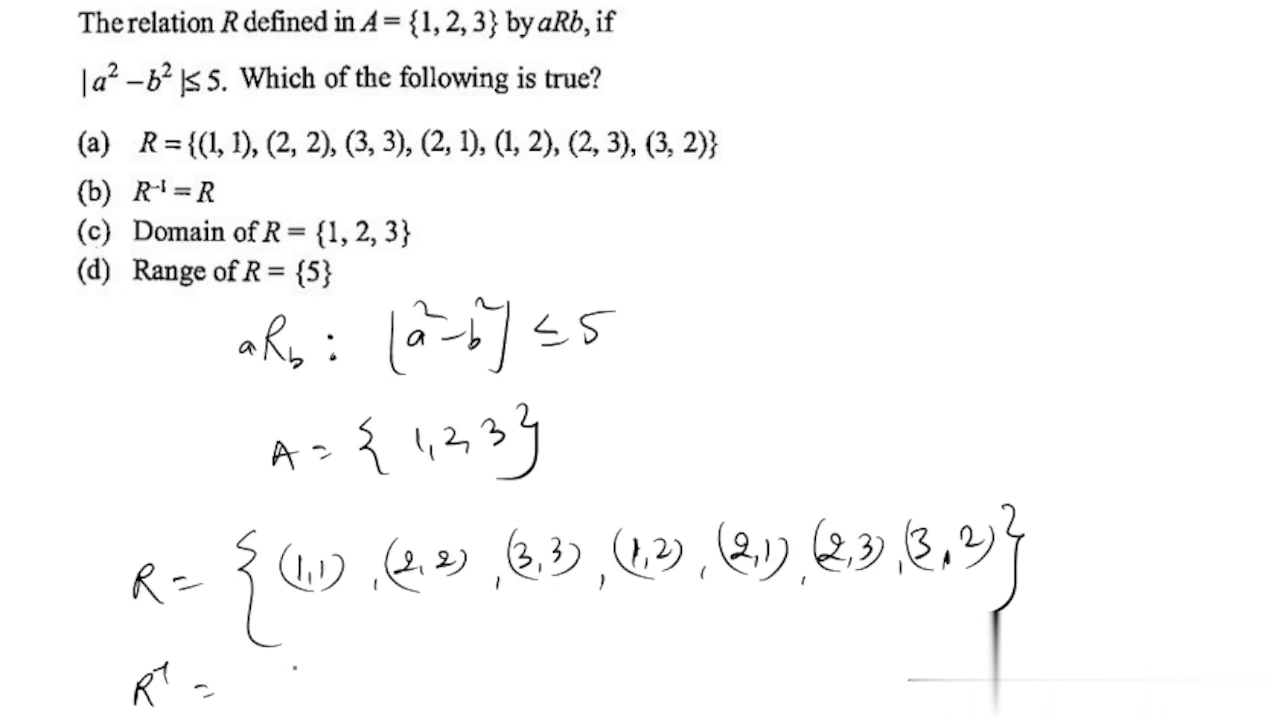 The relation R defined in A = {1, 2, 3} by aRb, if
|a² – b²| ≤ 5. Which of the following is true?
(a) R = {(1, 1), (2, 2), (3, 3), (2, 1), (1, 2), (2, 3), (3, 2)}
(b) R⁻¹ = R
(c) Domain of R = {1, 2, 3}
(d) Range of R = {5}
aRb : |a² – b²| ≤ 5
A = { 1, 2, 3 }
R = { (1,1), (2,2), (3,3), (1,2), (2,1), (2,3), (3,2) }
R⁻¹ =